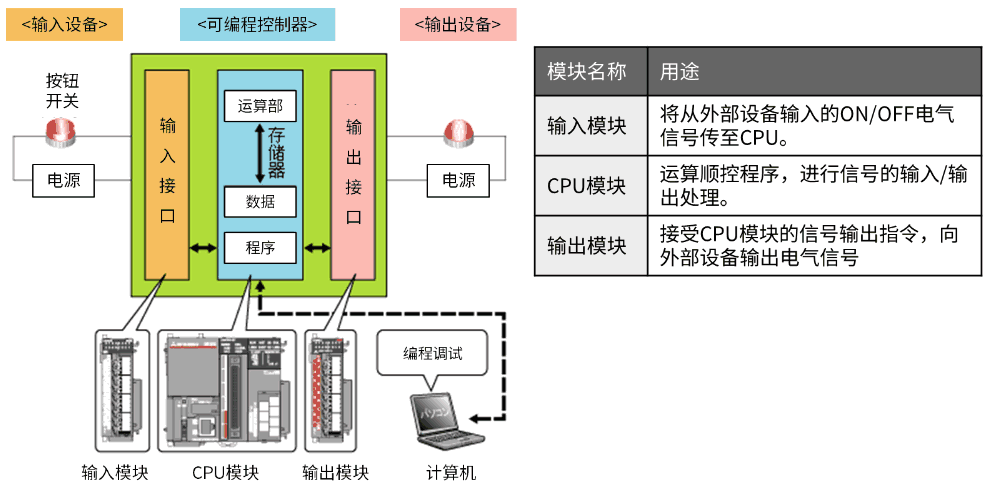 <输入设备>
<可编程控制器>
<输出设备>
按钮
开关
电源
输
入
接
口
运算部
存
储
器
数据
程序
输
出
接
口
电源
编程调试
パソコン
输入模块
CPU模块
输出模块
计算机
模块名称 用途
输入模块 将从外部设备输入的ON/OFF电气
信号传至CPU。
CPU模块 运算顺控程序，进行信号的输入/输
出处理。
输出模块 接受CPU模块的信号输出指令，向
外部设备输出电气信号